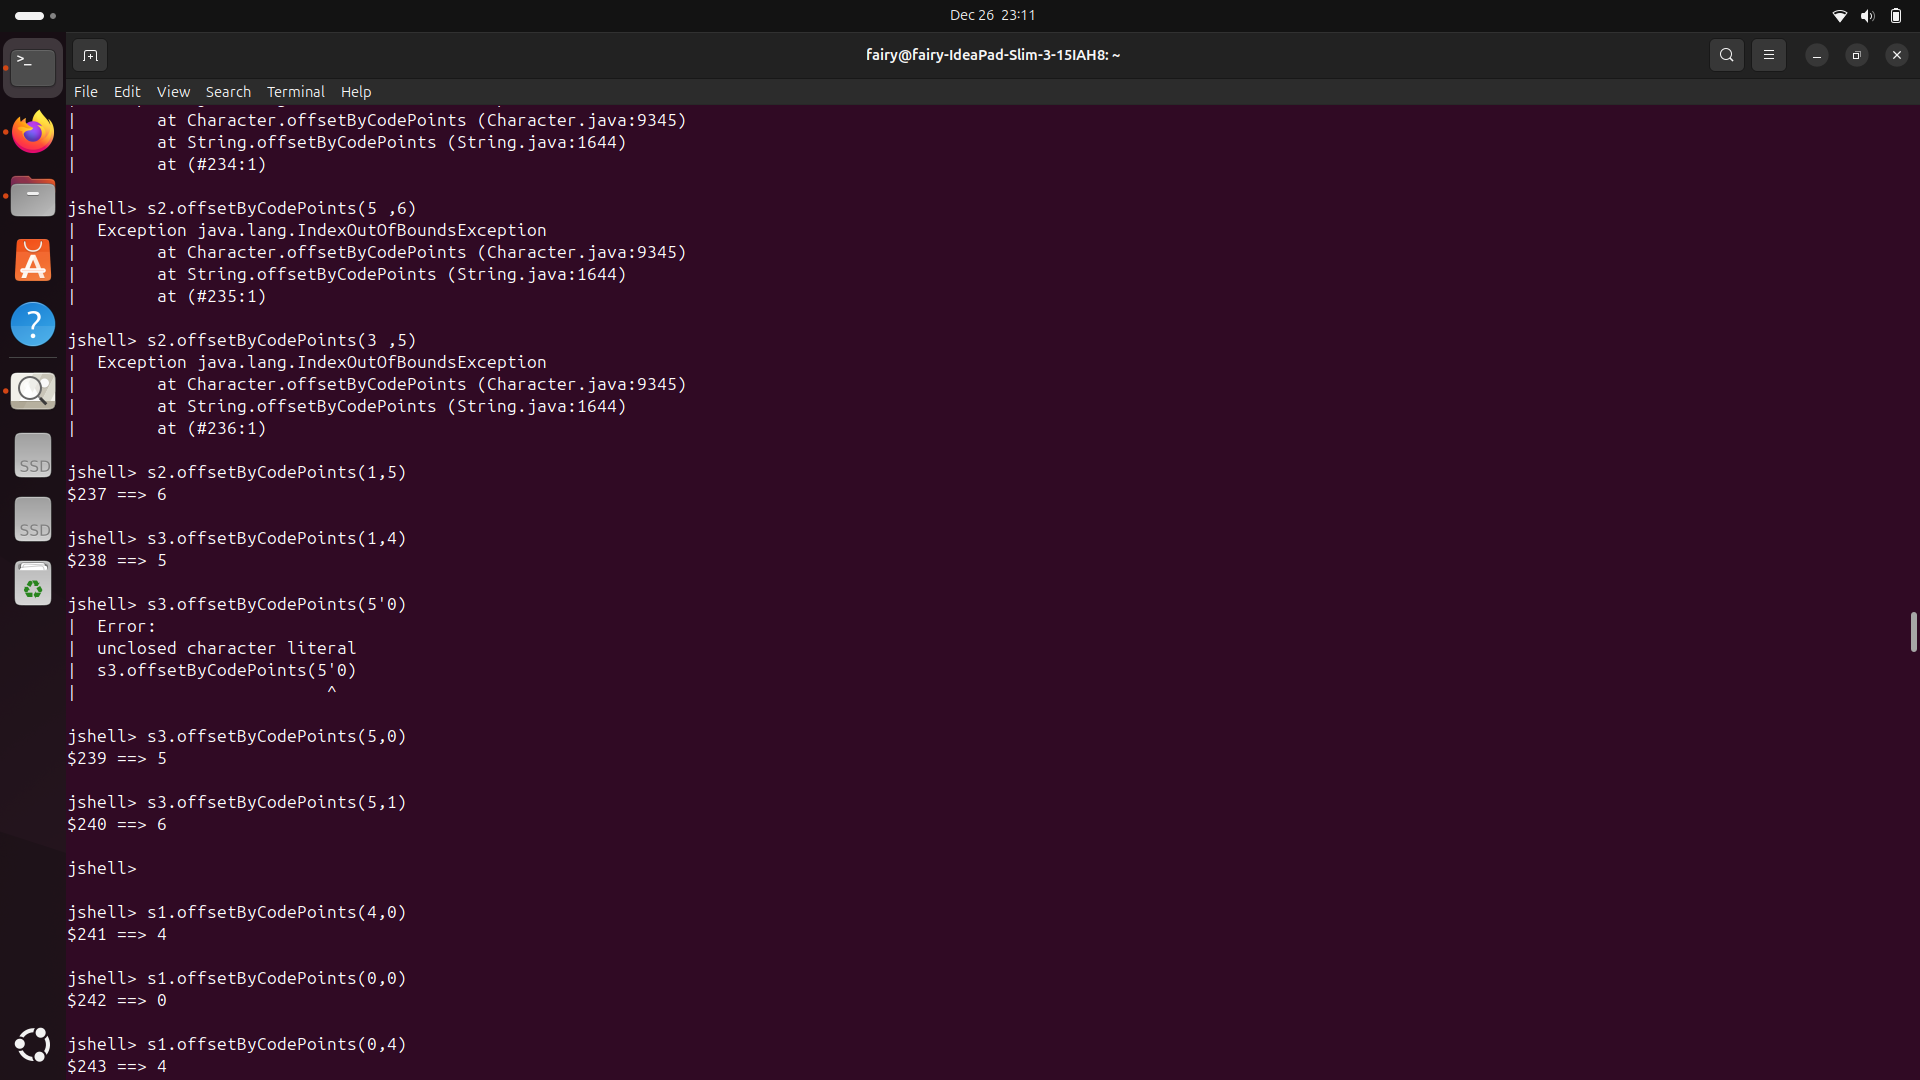 Dec 26 23:11
fairy@fairy-IdeaPad-Slim-3-15IAH8: ~
File Edit View Search Terminal Help
|        at Character.offsetByCodePoints (Character.java:9345)
|        at String.offsetByCodePoints (String.java:1644)
|        at (#234:1)
jshell> s2.offsetByCodePoints(5 ,6)
|  Exception java.lang.IndexOutOfBoundsException
|        at Character.offsetByCodePoints (Character.java:9345)
|        at String.offsetByCodePoints (String.java:1644)
|        at (#235:1)
jshell> s2.offsetByCodePoints(3 ,5)
|  Exception java.lang.IndexOutOfBoundsException
|        at Character.offsetByCodePoints (Character.java:9345)
|        at String.offsetByCodePoints (String.java:1644)
|        at (#236:1)
jshell> s2.offsetByCodePoints(1,5)
$237 ==> 6
jshell> s3.offsetByCodePoints(1,4)
$238 ==> 5
jshell> s3.offsetByCodePoints(5'0)
|  Error:
|  unclosed character literal
|  s3.offsetByCodePoints(5'0)
|                         ^
jshell> s3.offsetByCodePoints(5,0)
$239 ==> 5
jshell> s3.offsetByCodePoints(5,1)
$240 ==> 6
jshell>
jshell> s1.offsetByCodePoints(4,0)
$241 ==> 4
jshell> s1.offsetByCodePoints(0,0)
$242 ==> 0
jshell> s1.offsetByCodePoints(0,4)
$243 ==> 4
SSD
SSD